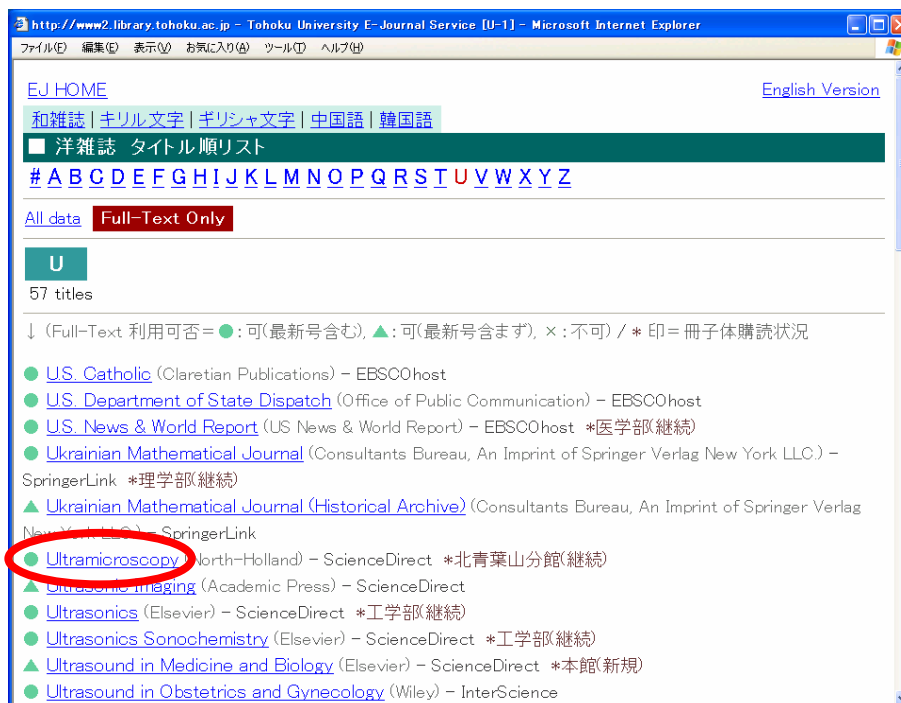 http://www2.library.tohoku.ac.jp - Tohoku University E-Journal Service [U-1] - Microsoft Internet Explorer
ファイル(F) 編集(E) 表示(V) お気に入り(A) ツール(T) ヘルプ(H)
EJ HOME English Version
和雑誌 | キリル文字 | ギリシャ文字 | 中国語 | 韓国語
■ 洋雑誌 タイトル順リスト
# A B C D E F G H I J K L M N O P Q R S T U V W X Y Z
All data Full-Text Only
U
57 titles
↓ (Full-Text 利用可否=●:可(最新号含む), ▲:可(最新号含まず), ×:不可) / * 印=冊子体購読状況
● U.S. Catholic (Claretian Publications) - EBSCOhost
● U.S. Department of State Dispatch (Office of Public Communication) - EBSCOhost
● U.S. News & World Report (US News & World Report) - EBSCOhost *医学部(継続)
● Ukrainian Mathematical Journal (Consultants Bureau, An Imprint of Springer Verlag New York LLC.) -
SpringerLink *理学部(継続)
▲ Ukrainian Mathematical Journal (Historical Archive) (Consultants Bureau, An Imprint of Springer Verlag
New York LLC.) - SpringerLink
● Ultramicroscopy (North-Holland) - ScienceDirect *北青葉山分館(継続)
▲ Ultrasonic Imaging (Academic Press) - ScienceDirect
● Ultrasonics (Elsevier) - ScienceDirect *工学部(継続)
● Ultrasonics Sonochemistry (Elsevier) - ScienceDirect *工学部(継続)
▲ Ultrasound in Medicine and Biology (Elsevier) - ScienceDirect *本館(新規)
● Ultrasound in Obstetrics and Gynecology (Wiley) - InterScience